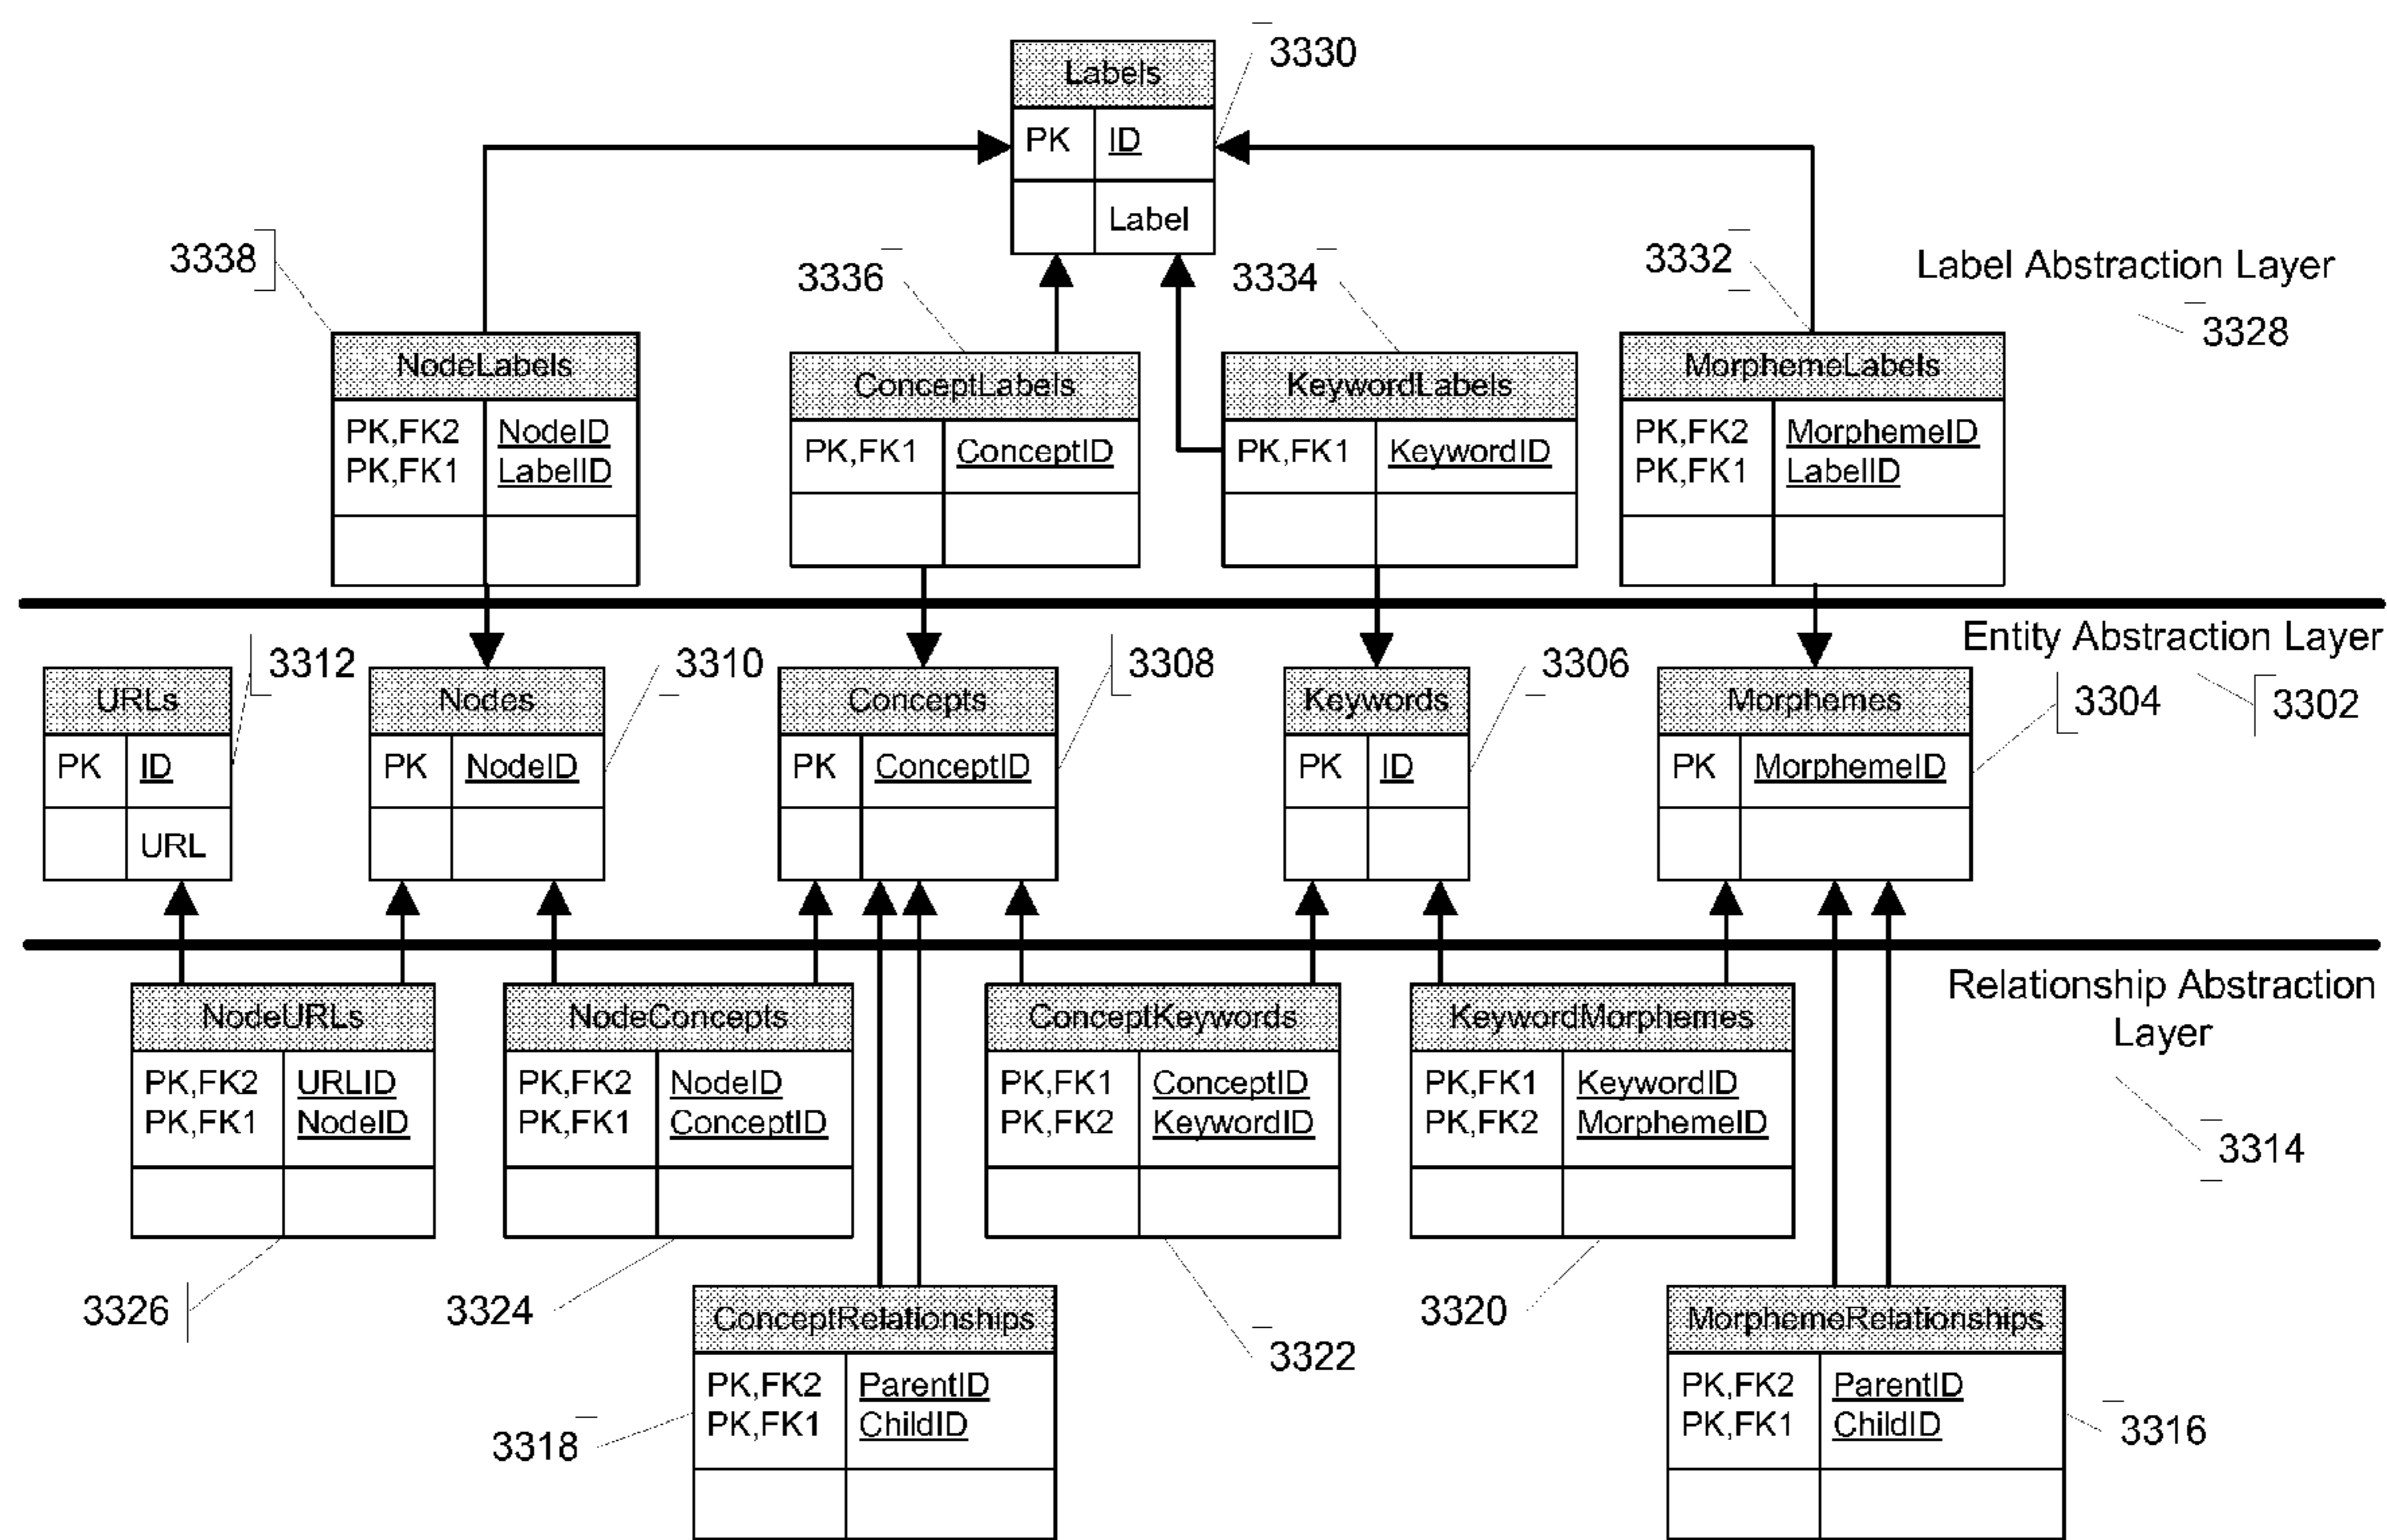 Labels
3330
PK ID
Label
3338
3336
3334
3332
Label Abstraction Layer
3328
NodeLabels
PK,FK2 NodeID
PK,FK1 LabelID
ConceptLabels
PK,FK1 ConceptID
KeywordLabels
PK,FK1 KeywordID
MorphemeLabels
PK,FK2 MorphemeID
PK,FK1 LabelID
Entity Abstraction Layer
3302
3312
3310
3308
3306
3304
URLs
PK ID
URL
Nodes
PK NodeID
Concepts
PK ConceptID
Keywords
PK ID
Morphemes
PK MorphemeID
Relationship Abstraction
Layer
3314
NodeURLs
PK,FK2 URLID
PK,FK1 NodeID
NodeConcepts
PK,FK2 NodeID
PK,FK1 ConceptID
ConceptKeywords
PK,FK1 ConceptID
PK,FK2 KeywordID
KeywordMorphemes
PK,FK1 KeywordID
PK,FK2 MorphemeID
3326
3324
3322
3320
ConceptRelationships
PK,FK2 ParentID
PK,FK1 ChildID
3318
MorphemeRelationships
PK,FK2 ParentID
PK,FK1 ChildID
3316